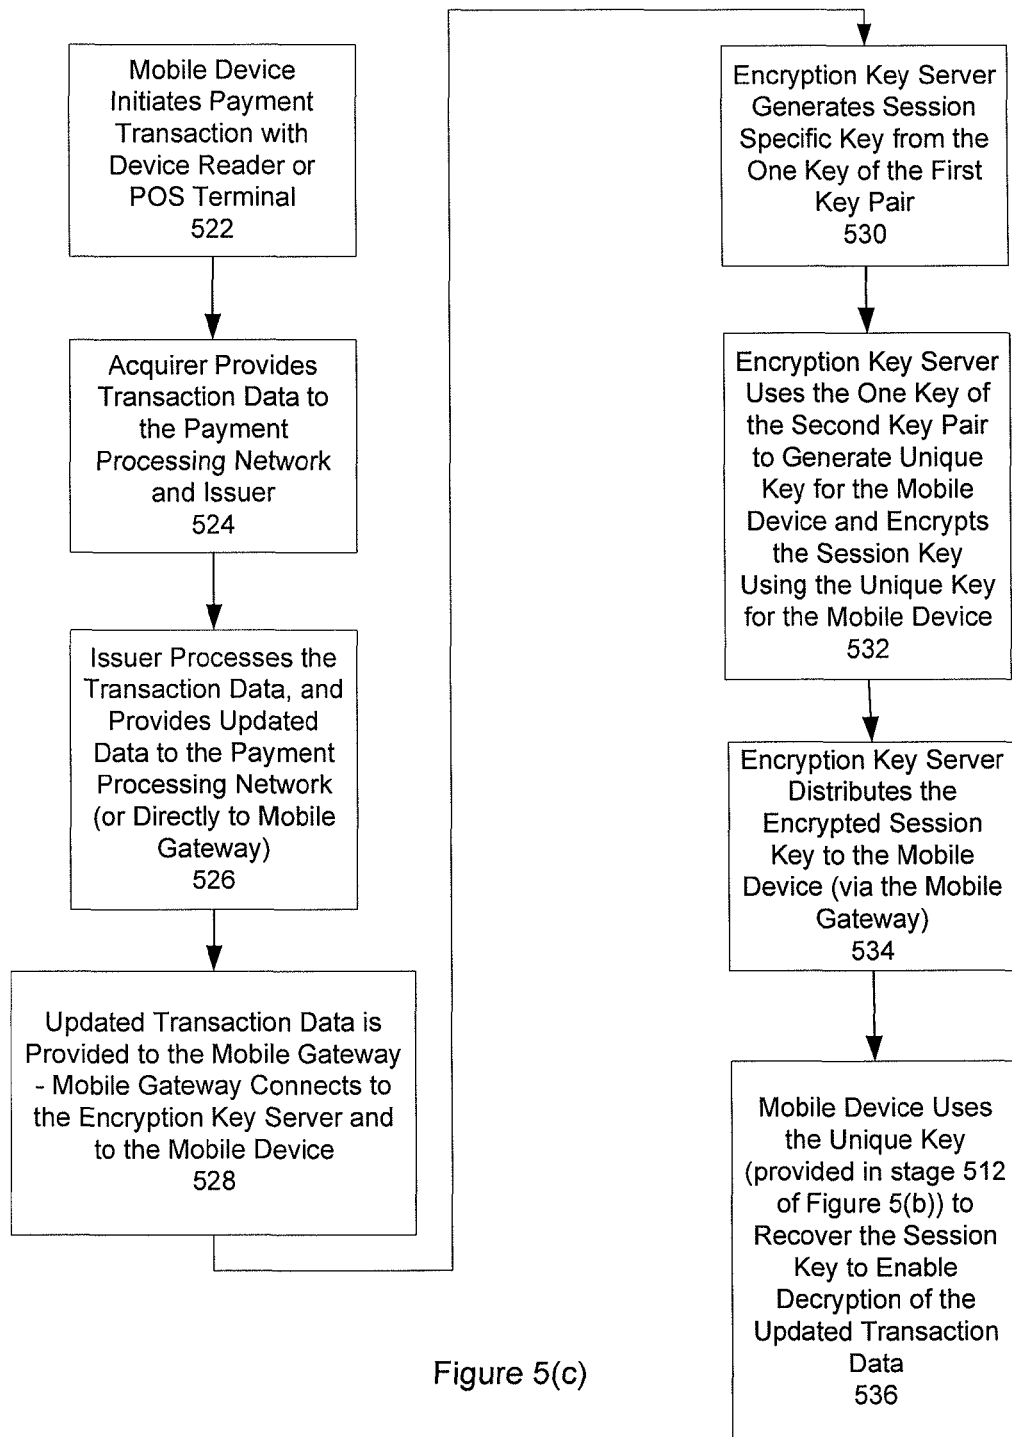 Mobile Device
Initiates Payment
Transaction with
Device Reader or
POS Terminal
522
Acquirer Provides
Transaction Data to
the Payment
Processing Network
and Issuer
524
Issuer Processes the
Transaction Data, and
Provides Updated
Data to the Payment
Processing Network
(or Directly to Mobile
Gateway)
526
Updated Transaction Data is
Provided to the Mobile Gateway
- Mobile Gateway Connects to
the Encryption Key Server and
to the Mobile Device
528
Encryption Key Server
Generates Session
Specific Key from the
One Key of the First
Key Pair
530
Encryption Key Server
Uses the One Key of
the Second Key Pair
to Generate Unique
Key for the Mobile
Device and Encrypts
the Session Key
Using the Unique Key
for the Mobile Device
532
Encryption Key Server
Distributes the
Encrypted Session
Key to the Mobile
Device (via the Mobile
Gateway)
534
Mobile Device Uses
the Unique Key
(provided in stage 512
of Figure 5(b)) to
Recover the Session
Key to Enable
Decryption of the
Updated Transaction
Data
536
Figure 5(c)